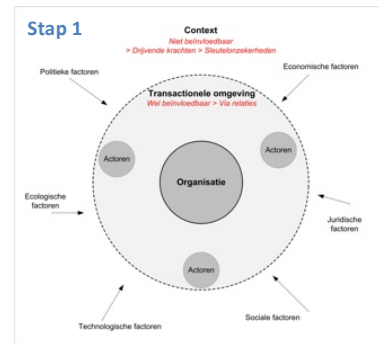 Stap 1
Context
Niet beïnvloedbaar
> Drijvende krachten > Sleutelonzekerheden
Politieke factoren
Economische factoren
Transactionele omgeving
Wel beïnvloedbaar > Via relaties
Actoren
Actoren
Organisatie
Ecologische
factoren
Juridische
factoren
Actoren
Technologische factoren
Sociale factoren